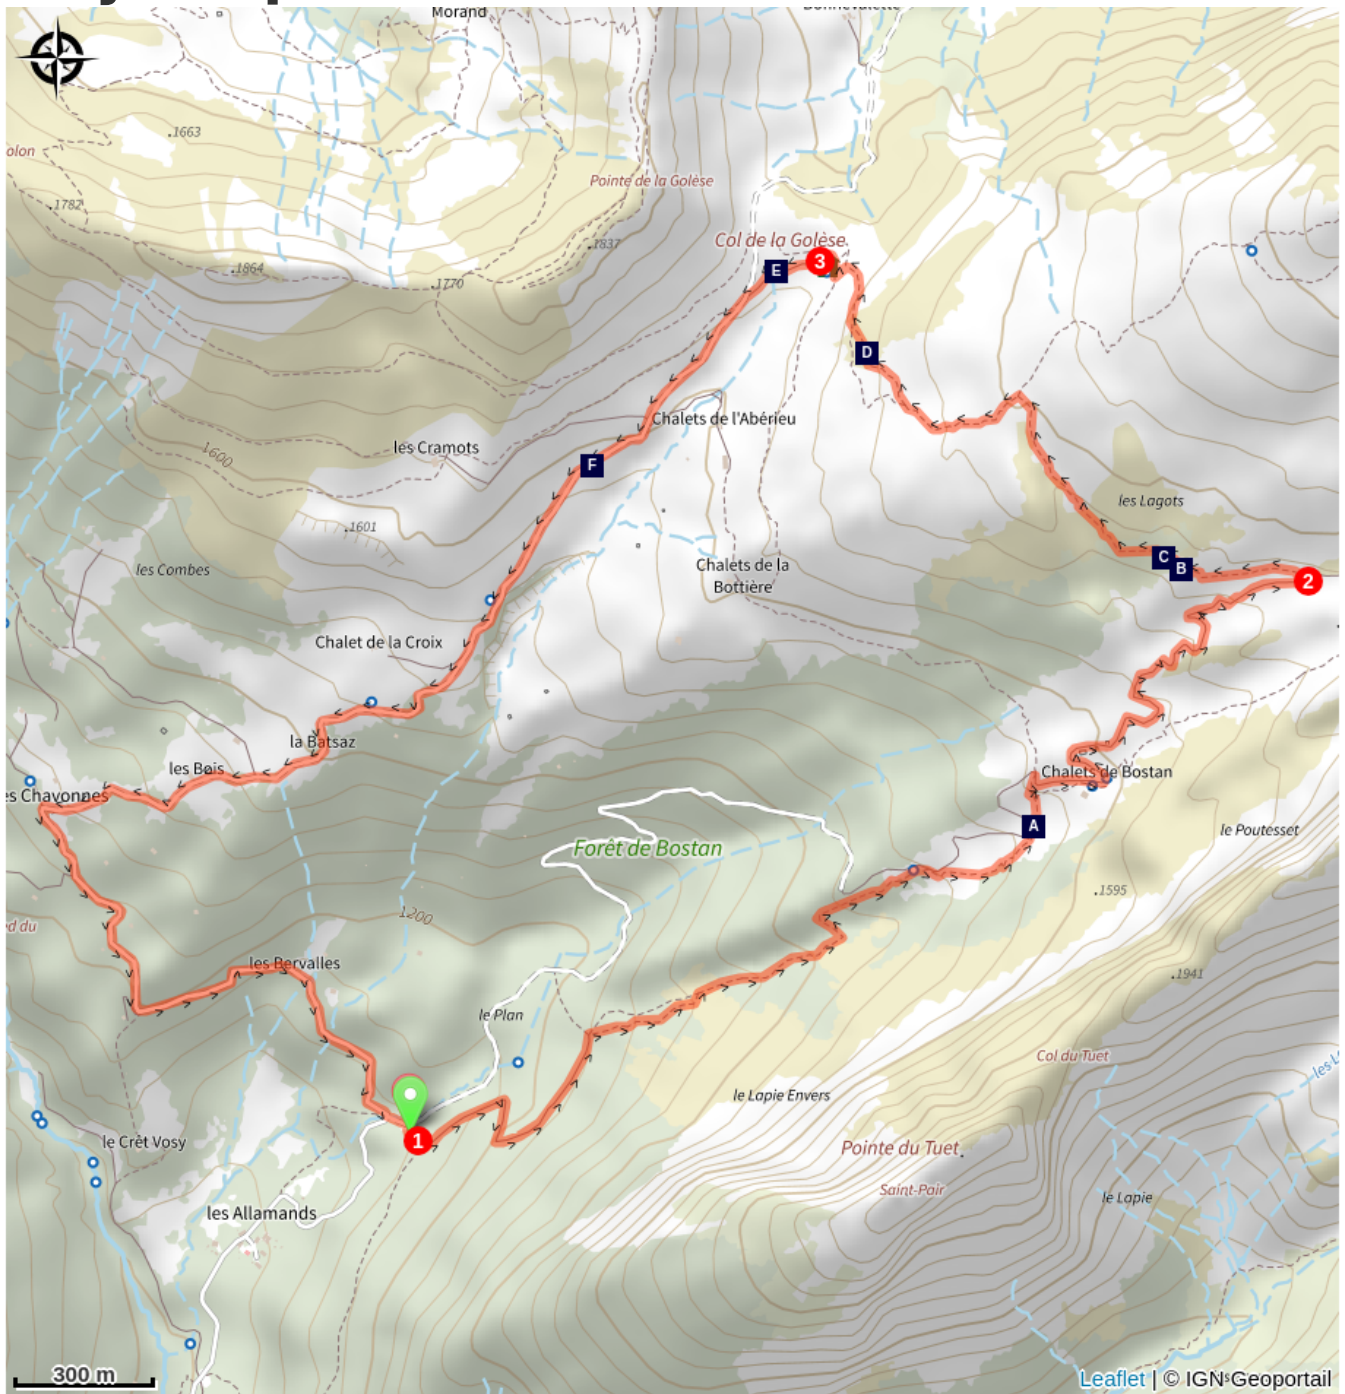 Morand
.1663
olon
Pointe de la Golèse
.1782
Col de la Golèse
.1837
3
E
.1864
.1770
D
Chalets de l'Abérieu
les Cramots
1600
F
les Lagots
.1601
les Combes
Chalets de la
Bottière
C
B
2
Chalet de la Croix
la Batsaz
les Bois
Chalets de Bostan
es Chavonnes
A
le Poutesset
Forêt de Bostan
.1595
1200
ed du
les Bervalles
.1941
le Plan
Col du Tuet
les L
le Lapie Envers
1
le Crêt Vosy
Pointe du Tuet
Saint-Pair
le Lapie
les Allamands
300 m
Leaflet | © IGN Geoportail